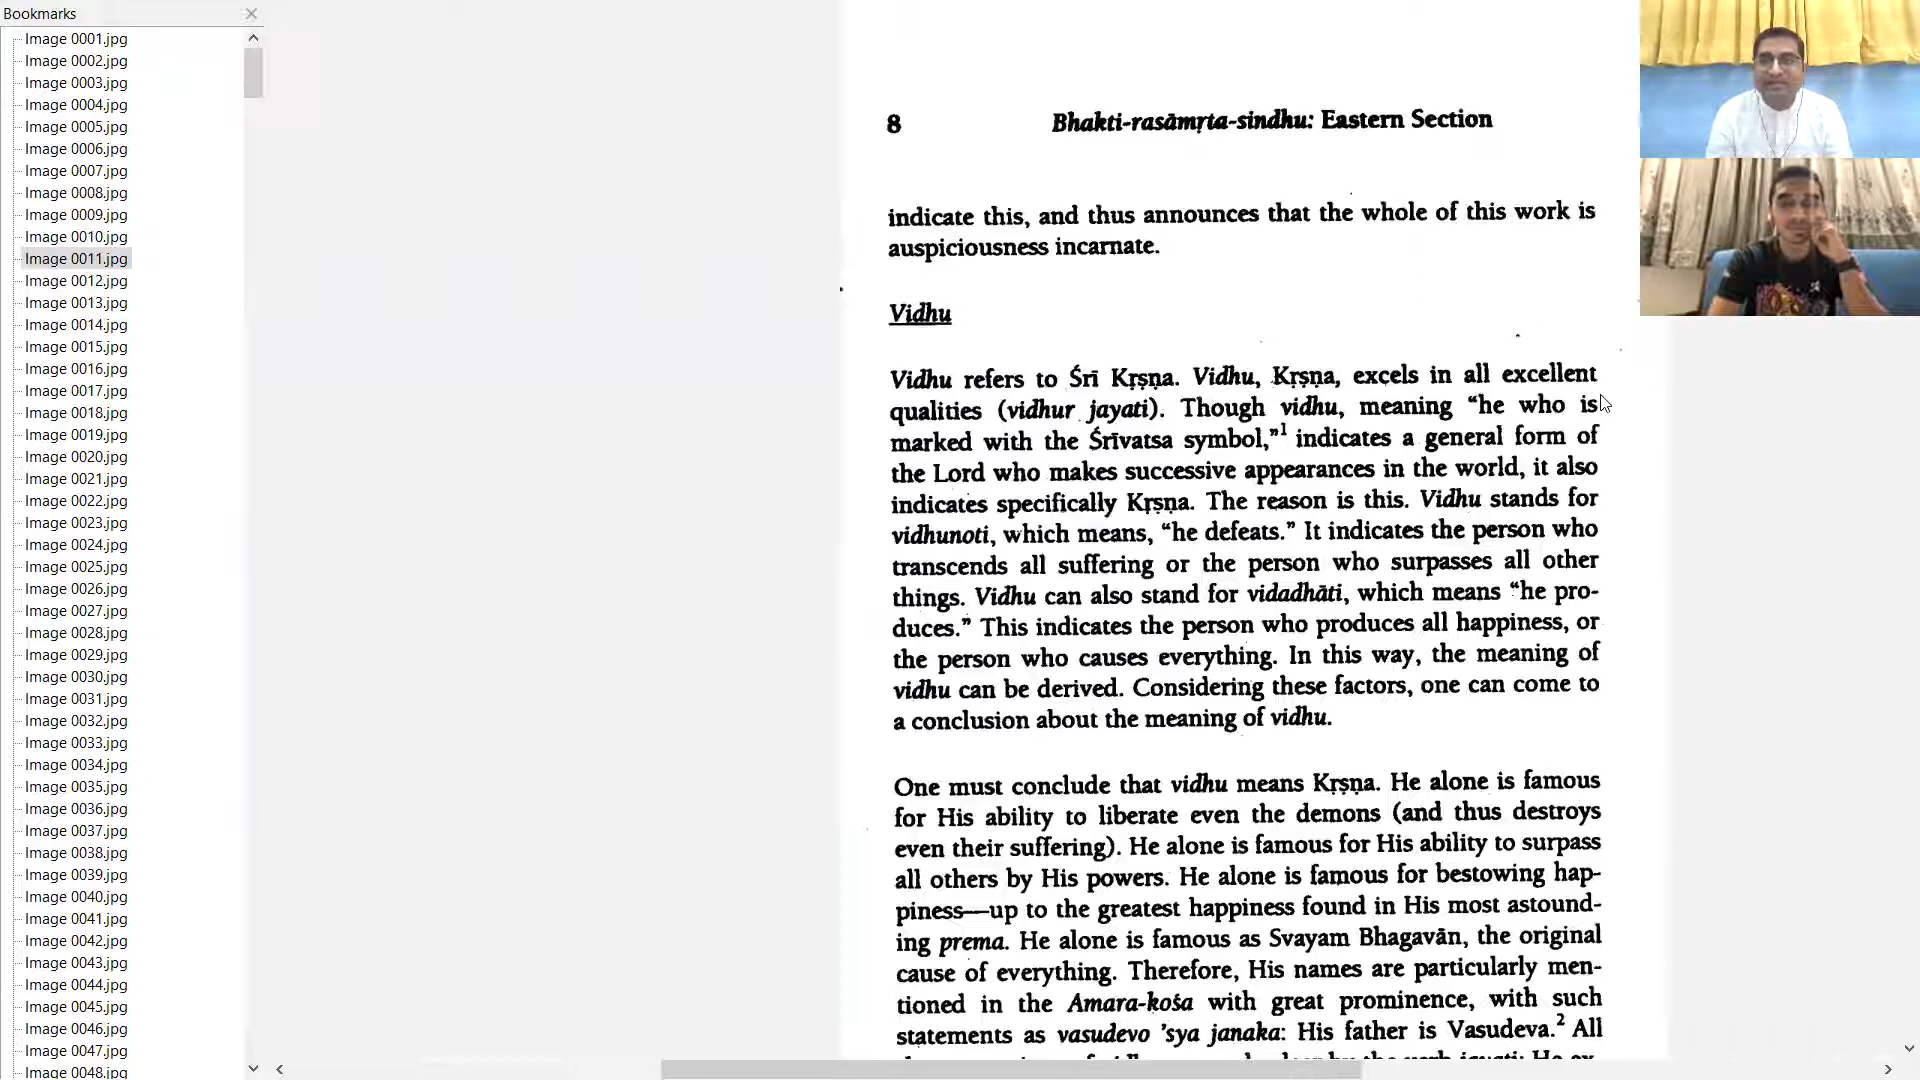 Bookmarks
Image 0001.jpg
Image 0002.jpg
Image 0003.jpg
Image 0004.jpg
Image 0005.jpg
Image 0006.jpg
Image 0007.jpg
Image 0008.jpg
Image 0009.jpg
Image 0010.jpg
Image 0011.jpg
Image 0012.jpg
Image 0013.jpg
Image 0014.jpg
Image 0015.jpg
Image 0016.jpg
Image 0017.jpg
Image 0018.jpg
Image 0019.jpg
Image 0020.jpg
Image 0021.jpg
Image 0022.jpg
Image 0023.jpg
Image 0024.jpg
Image 0025.jpg
Image 0026.jpg
Image 0027.jpg
Image 0028.jpg
Image 0029.jpg
Image 0030.jpg
Image 0031.jpg
Image 0032.jpg
Image 0033.jpg
Image 0034.jpg
Image 0035.jpg
Image 0036.jpg
Image 0037.jpg
Image 0038.jpg
Image 0039.jpg
Image 0040.jpg
Image 0041.jpg
Image 0042.jpg
Image 0043.jpg
Image 0044.jpg
Image 0045.jpg
Image 0046.jpg
Image 0047.jpg
Image 0048.jpg
8 Bhakti-rasāmṛta-sindhu: Eastern Section
indicate this, and thus announces that the whole of this work is
auspiciousness incarnate.
Vidhu
Vidhu refers to Śrī Kṛṣṇa. Vidhu, Kṛṣṇa, excels in all excellent
qualities (vidhur jayati). Though vidhu, meaning “he who is
marked with the Śrīvatsa symbol,”¹ indicates a general form of
the Lord who makes successive appearances in the world, it also
indicates specifically Kṛṣṇa. The reason is this. Vidhu stands for
vidhunoti, which means, “he defeats.” It indicates the person who
transcends all suffering or the person who surpasses all other
things. Vidhu can also stand for vidadhāti, which means “he pro-
duces.” This indicates the person who produces all happiness, or
the person who causes everything. In this way, the meaning of
vidhu can be derived. Considering these factors, one can come to
a conclusion about the meaning of vidhu.
One must conclude that vidhu means Kṛṣṇa. He alone is famous
for His ability to liberate even the demons (and thus destroys
even their suffering). He alone is famous for His ability to surpass
all others by His powers. He alone is famous for bestowing hap-
piness—up to the greatest happiness found in His most astound-
ing prema. He alone is famous as Svayam Bhagavān, the original
cause of everything. Therefore, His names are particularly men-
tioned in the Amara-kośa with great prominence, with such
statements as vasudevo 'sya janaka: His father is Vasudeva.² All